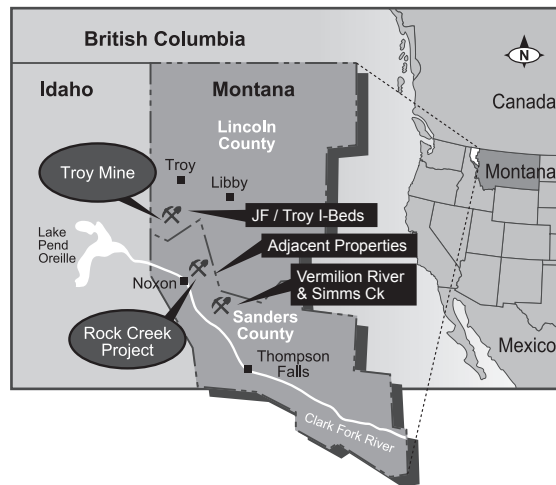 British Columbia
Idaho
Montana
Lincoln
County
Troy Mine
Troy
Libby
JF / Troy I-Beds
Lake
Pend
Oreille
Adjacent Properties
Noxon
Vermilion River
& Simms Ck
Rock Creek
Project
Sanders
County
Thompson
Falls
Clark Fork River
N
Canada
Montana
Mexico